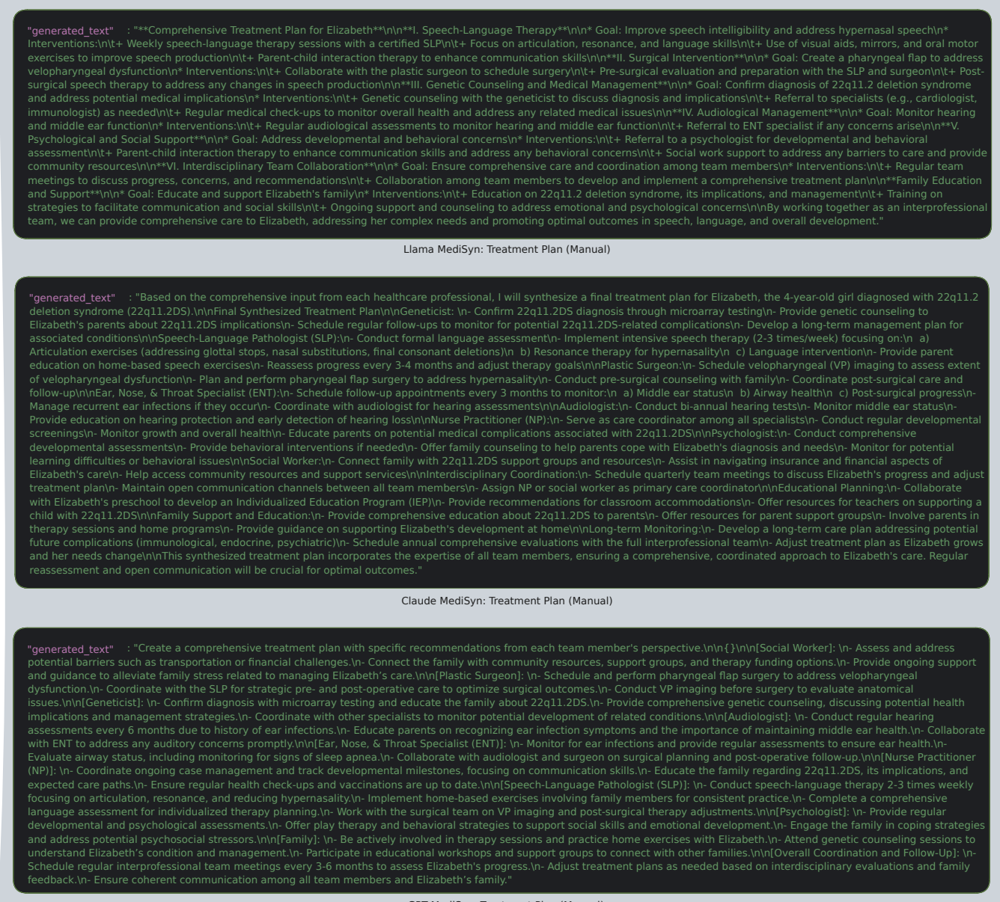 "generated_text" : "**Comprehensive Treatment Plan for Elizabeth**\n\n**I. Speech-Language Therapy**\n\n* Goal: Improve speech intelligibility and address hypernasal speech\n*
Interventions:\n\t+ Weekly speech-language therapy sessions with a certified SLP\n\t+ Focus on articulation, resonance, and language skills\n\t+ Use of visual aids, mirrors, and oral motor
exercises to improve speech production\n\t+ Parent-child interaction therapy to enhance communication skills\n\n**II. Surgical Intervention**\n\n* Goal: Create a pharyngeal flap to address
velopharyngeal dysfunction\n* Interventions:\n\t+ Collaborate with the plastic surgeon to schedule surgery\n\t+ Pre-surgical evaluation and preparation with the SLP and surgeon\n\t+ Post-
surgical speech therapy to address any changes in speech production\n\n**III. Genetic Counseling and Medical Management**\n\n* Goal: Confirm diagnosis of 22q11.2 deletion syndrome
and address potential medical implications\n* Interventions:\n\t+ Genetic counseling with the geneticist to discuss diagnosis and implications\n\t+ Referral to specialists (e.g., cardiologist,
immunologist) as needed\n\t+ Regular medical check-ups to monitor overall health and address any related medical issues\n\n**IV. Audiological Management**\n\n* Goal: Monitor hearing
and middle ear function\n* Interventions:\n\t+ Regular audiological assessments to monitor hearing and middle ear function\n\t+ Referral to ENT specialist if any concerns arise\n\n**V.
Psychological and Social Support**\n\n* Goal: Address developmental and behavioral concerns\n* Interventions:\n\t+ Referral to a psychologist for developmental and behavioral
assessment\n\t+ Parent-child interaction therapy to enhance communication skills and address any behavioral concerns\n\t+ Social work support to address any barriers to care and provide
community resources\n\n**VI. Interdisciplinary Team Collaboration**\n\n* Goal: Ensure comprehensive care and coordination among team members\n* Interventions:\n\t+ Regular team
meetings to discuss progress, concerns, and recommendations\n\t+ Collaboration among team members to develop and implement a comprehensive treatment plan\n\n\n**Family Education
and Support**\n\n* Goal: Educate and support Elizabeth's family\n* Interventions:\n\t+ Education on 22q11.2 deletion syndrome, its implications, and management\n\t+ Training on
strategies to facilitate communication and social skills\n\t+ Ongoing support and counseling to address emotional and psychological concerns\n\nBy working together as an interprofessional
team, we can provide comprehensive care to Elizabeth, addressing her complex needs and promoting optimal outcomes in speech, language, and overall development."
Llama MediSyn: Treatment Plan (Manual)
"generated_text" : "Based on the comprehensive input from each healthcare professional, I will synthesize a final treatment plan for Elizabeth, the 4-year-old girl diagnosed with 22q11.2
deletion syndrome (22q11.2DS).\n\nFinal Synthesized Treatment Plan\n\nGeneticist: \n- Confirm 22q11.2DS diagnosis through microarray testing\n- Provide genetic counseling to
Elizabeth's parents about 22q11.2DS implications\n- Schedule regular follow-ups to monitor for potential 22q11.2DS-related complications\n- Develop a long-term management plan for
associated conditions\n\nSpeech-Language Pathologist (SLP):\n- Conduct formal language assessment\n- Implement intensive speech therapy (2-3 times/week) focusing on:\n  a)
Articulation exercises (addressing glottal stops, nasal substitutions, final consonant deletions)\n  b) Resonance therapy for hypernasality\n  c) Language intervention\n- Provide parent
education on home-based speech exercises\n- Reassess progress every 3-4 months and adjust therapy goals\n\nPlastic Surgeon:\n- Schedule velopharyngeal (VP) imaging to assess extent
of velopharyngeal dysfunction\n- Plan and perform pharyngeal flap surgery to address hypernasality\n- Conduct pre-surgical counseling with family\n- Coordinate post-surgical care and
follow-up\n\nEar, Nose, & Throat Specialist (ENT):\n- Schedule follow-up appointments every 3 months to monitor:\n  a) Middle ear status\n  b) Airway health\n  c) Post-surgical progress\n-
Manage recurrent ear infections if they occur\n- Coordinate with audiologist for hearing assessments\n\nAudiologist:\n- Conduct bi-annual hearing tests\n- Monitor middle ear status\n-
Provide education on hearing protection and early detection of hearing loss\n\nNurse Practitioner (NP):\n- Serve as care coordinator among all specialists\n- Conduct regular developmental
screenings\n- Monitor growth and overall health\n- Educate parents on potential medical complications associated with 22q11.2DS\n\nPsychologist:\n- Conduct comprehensive
developmental assessments\n- Provide behavioral interventions if needed\n- Offer family counseling to help parents cope with Elizabeth's diagnosis and needs\n- Monitor for potential
learning difficulties or behavioral issues\n\nSocial Worker:\n- Connect family with 22q11.2DS support groups and resources\n- Assist in navigating insurance and financial aspects of
Elizabeth's care\n- Help access community resources and support services\n\nInterdisciplinary Coordination:\n- Schedule quarterly team meetings to discuss Elizabeth's progress and adjust
treatment plan\n- Maintain open communication channels between all team members\n- Assign NP or social worker as primary care coordinator\n\nEducational Planning:\n- Collaborate
with Elizabeth's preschool to develop an Individualized Education Program (IEP)\n- Provide recommendations for classroom accommodations\n- Offer resources for teachers on supporting a
child with 22q11.2DS\n\nFamily Support and Education:\n- Provide comprehensive education about 22q11.2DS to parents\n- Offer resources for parent support groups\n- Involve parents in
therapy sessions and home programs\n- Provide guidance on supporting Elizabeth's development at home\n\nLong-term Monitoring:\n- Develop a long-term care plan addressing potential
future complications (immunological, endocrine, psychiatric)\n- Schedule annual comprehensive evaluations with the full interprofessional team\n- Adjust treatment plan as Elizabeth grows
and her needs change\n\nThis synthesized treatment plan incorporates the expertise of all team members, ensuring a comprehensive, coordinated approach to Elizabeth's care. Regular
reassessment and open communication will be crucial for optimal outcomes."
Claude MediSyn: Treatment Plan (Manual)
"generated_text" : "Create a comprehensive treatment plan with specific recommendations from each team member's perspective.\n\n{}\n\n[Social Worker]: \n- Assess and address
potential barriers such as transportation or financial challenges.\n- Connect the family with community resources, support groups, and therapy funding options.\n- Provide ongoing support
and guidance to alleviate family stress related to managing Elizabeth’s care.\n\n[Plastic Surgeon]: \n- Schedule and perform pharyngeal flap surgery to address velopharyngeal
dysfunction.\n- Coordinate with the SLP for strategic pre- and post-operative care to optimize surgical outcomes.\n- Conduct VP imaging before surgery to evaluate anatomical
issues.\n\n[Geneticist]: \n- Confirm diagnosis with microarray testing and educate the family about 22q11.2DS.\n- Provide comprehensive genetic counseling, discussing potential health
implications and management strategies.\n- Coordinate with other specialists to monitor potential development of related conditions.\n\n[Audiologist]: \n- Conduct regular hearing
assessments every 6 months due to history of ear infections.\n- Educate parents on recognizing ear infection symptoms and the importance of maintaining middle ear health.\n- Collaborate
with ENT to address any auditory concerns promptly.\n\n[Ear, Nose, & Throat Specialist (ENT)]: \n- Monitor for ear infections and provide regular assessments to ensure ear health.\n-
Evaluate airway status, including monitoring for signs of sleep apnea.\n- Collaborate with audiologist and surgeon on surgical planning and post-operative follow-up.\n\n[Nurse Practitioner
(NP)]: \n- Coordinate ongoing case management and track developmental milestones, focusing on communication skills.\n- Educate the family regarding 22q11.2DS, its implications, and
expected care paths.\n- Ensure regular health check-ups and vaccinations are up to date.\n\n[Speech-Language Pathologist (SLP)]: \n- Conduct speech-language therapy 2-3 times weekly
focusing on articulation, resonance, and reducing hypernasality.\n- Implement home-based exercises involving family members for consistent practice.\n- Complete a comprehensive
language assessment for individualized therapy planning.\n- Work with the surgical team on VP imaging and post-surgical therapy adjustments.\n\n[Psychologist]: \n- Provide regular
developmental and psychological assessments.\n- Offer play therapy and behavioral strategies to support social skills and emotional development.\n- Engage the family in coping strategies
and address potential psychosocial stressors.\n\n[Family]: \n- Be actively involved in therapy sessions and practice home exercises with Elizabeth.\n- Attend genetic counseling sessions to
understand Elizabeth’s condition and management.\n- Participate in educational workshops and support groups to connect with other families.\n\n[Overall Coordination and Follow-Up]: \n-
Schedule regular interprofessional team meetings every 3-6 months to assess Elizabeth's progress.\n- Adjust treatment plans as needed based on interdisciplinary evaluations and family
feedback.\n- Ensure coherent communication among all team members and Elizabeth’s family."